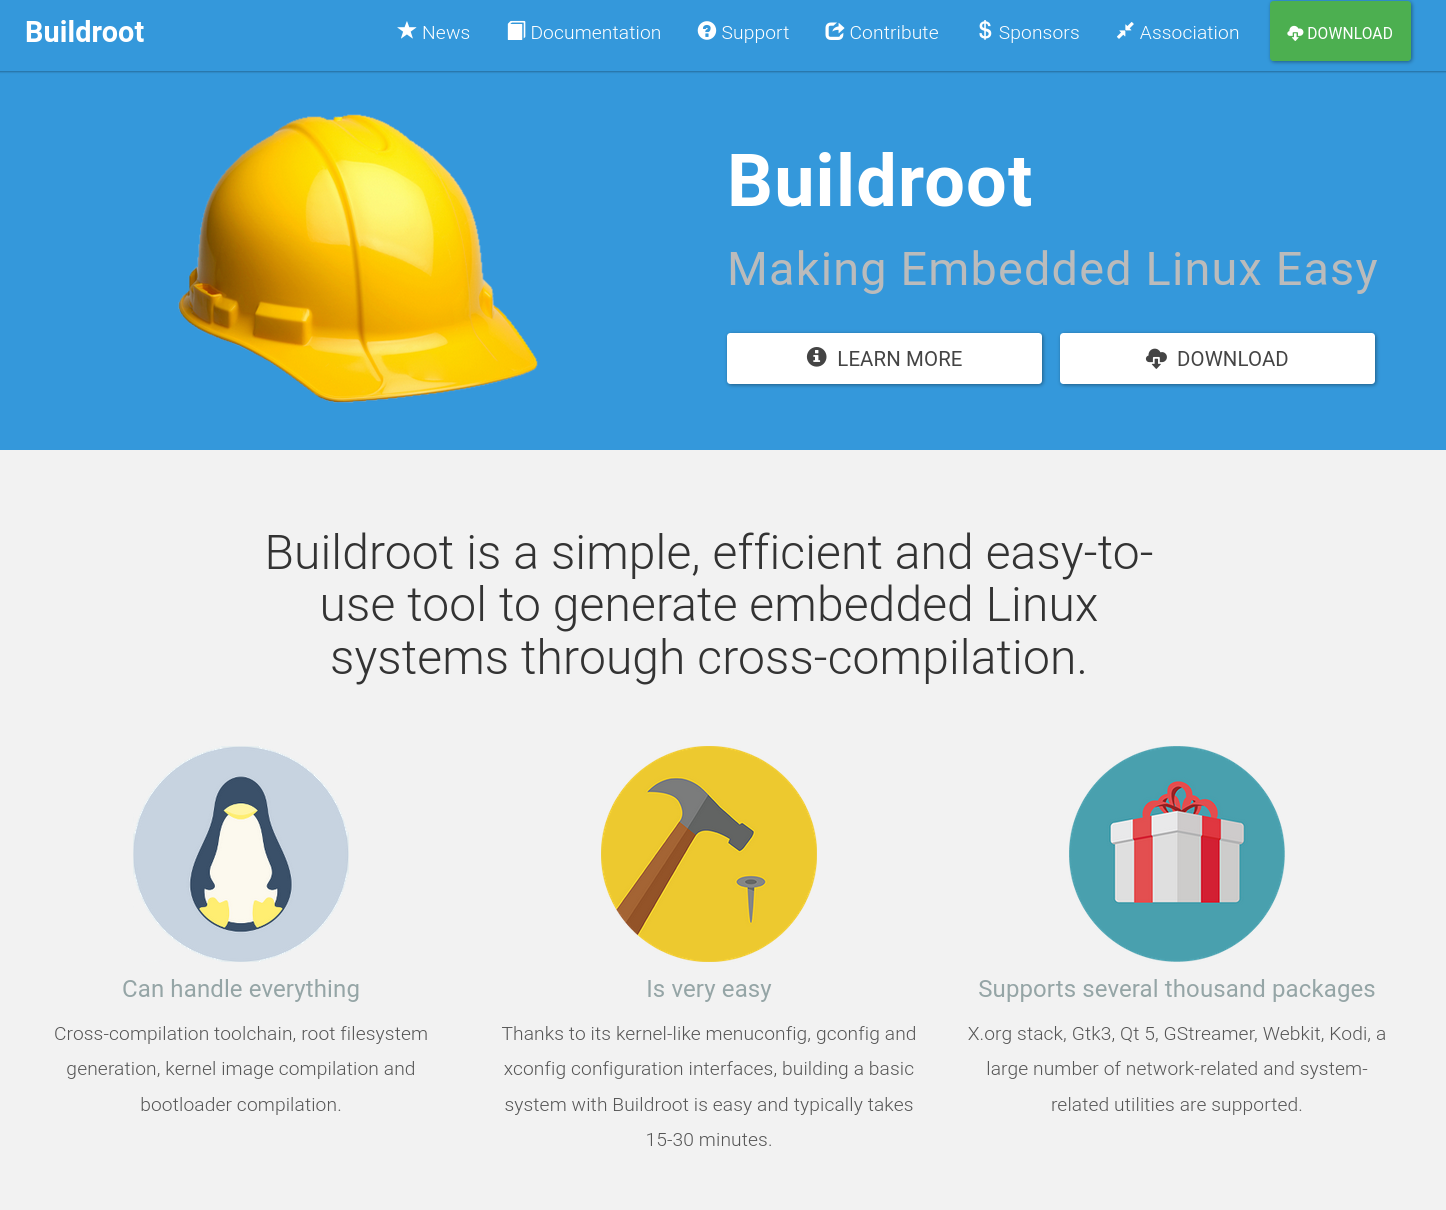 Buildroot
News
Documentation
Support
Contribute
Sponsors
Association
DOWNLOAD
Buildroot
Making Embedded Linux Easy
LEARN MORE
DOWNLOAD
Buildroot is a simple, efficient and easy-to-
use tool to generate embedded Linux
systems through cross-compilation.
Can handle everything
Cross-compilation toolchain, root filesystem
generation, kernel image compilation and
bootloader compilation.
Is very easy
Thanks to its kernel-like menuconfig, gconfig and
xconfig configuration interfaces, building a basic
system with Buildroot is easy and typically takes
15-30 minutes.
Supports several thousand packages
X.org stack, Gtk3, Qt 5, GStreamer, Webkit, Kodi, a
large number of network-related and system-
related utilities are supported.